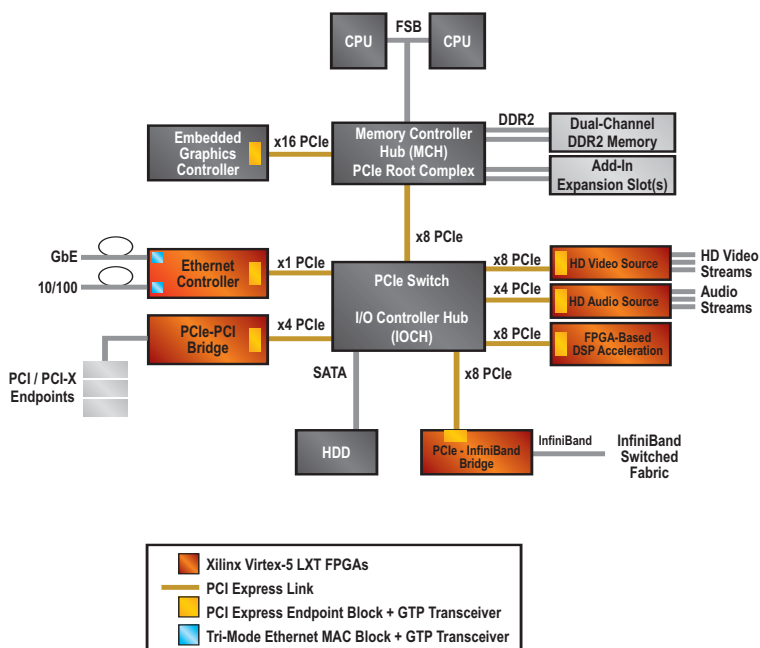 FSB
CPU
CPU
Embedded
Graphics
Controller
x16 PCIe
Memory Controller
Hub (MCH)
PCIe Root Complex
DDR2
Dual-Channel
DDR2 Memory
Add-In
Expansion Slot(s)
x8 PCIe
GbE
10/100
Ethernet
Controller
x1 PCIe
PCIe Switch
I/O Controller Hub
(IOCH)
x8 PCIe
HD Video Source
HD Video
Streams
x4 PCIe
HD Audio Source
Audio
Streams
x8 PCIe
FPGA-Based
DSP Acceleration
PCIe-PCI
Bridge
x4 PCIe
PCI / PCI-X
Endpoints
SATA
x8 PCIe
HDD
PCIe - InfiniBand
Bridge
InfiniBand
InfiniBand
Switched
Fabric
Xilinx Virtex-5 LXT FPGAs
PCI Express Link
PCI Express Endpoint Block + GTP Transceiver
Tri-Mode Ethernet MAC Block + GTP Transceiver